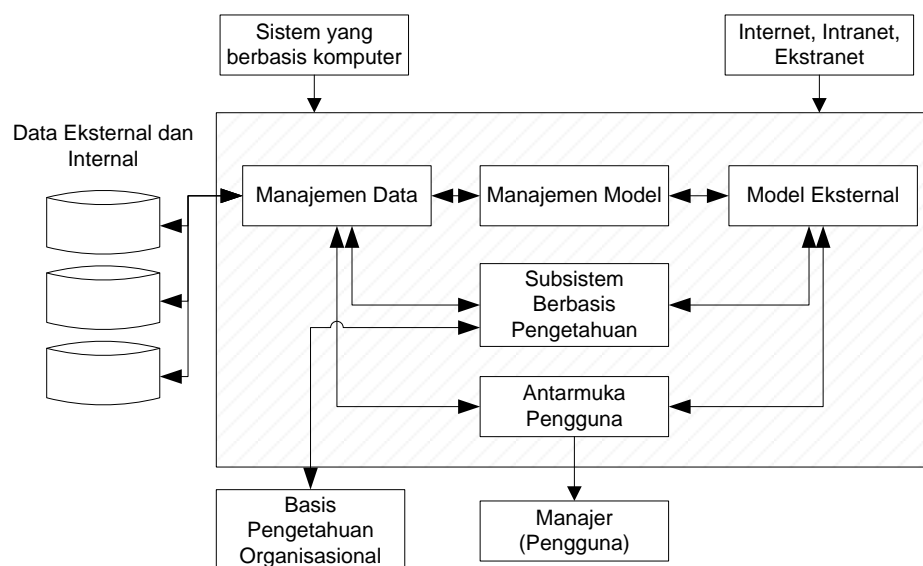 Sistem yang
berbasis komputer
Internet, Intranet,
Ekstranet
Data Eksternal dan
Internal
Manajemen Data
Manajemen Model
Model Eksternal
Subsistem
Berbasis
Pengetahuan
Antarmuka
Pengguna
Basis
Pengetahuan
Organisasional
Manajer
(Pengguna)